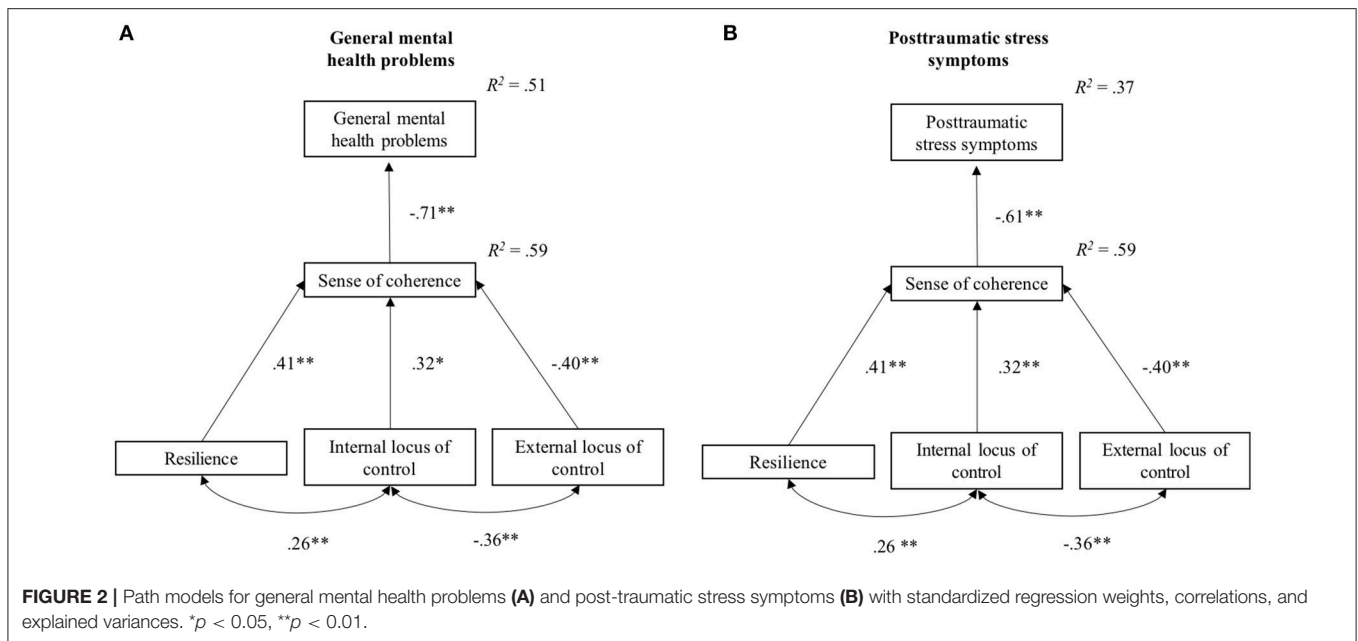 A
General mental
health problems
R² = .51
General mental
health problems
-.71**
R² = .59
Sense of coherence
.41**
.32*
-.40**
Resilience
Internal locus of
control
External locus of
control
.26**
-.36**
B
Posttraumatic stress
symptoms
R² = .37
Posttraumatic
stress symptoms
-.61**
R² = .59
Sense of coherence
.41**
.32**
-.40**
Resilience
Internal locus of
control
External locus of
control
.26 **
-.36**
FIGURE 2 | Path models for general mental health problems (A) and post-traumatic stress symptoms (B) with standardized regression weights, correlations, and
explained variances. *p < 0.05, **p < 0.01.